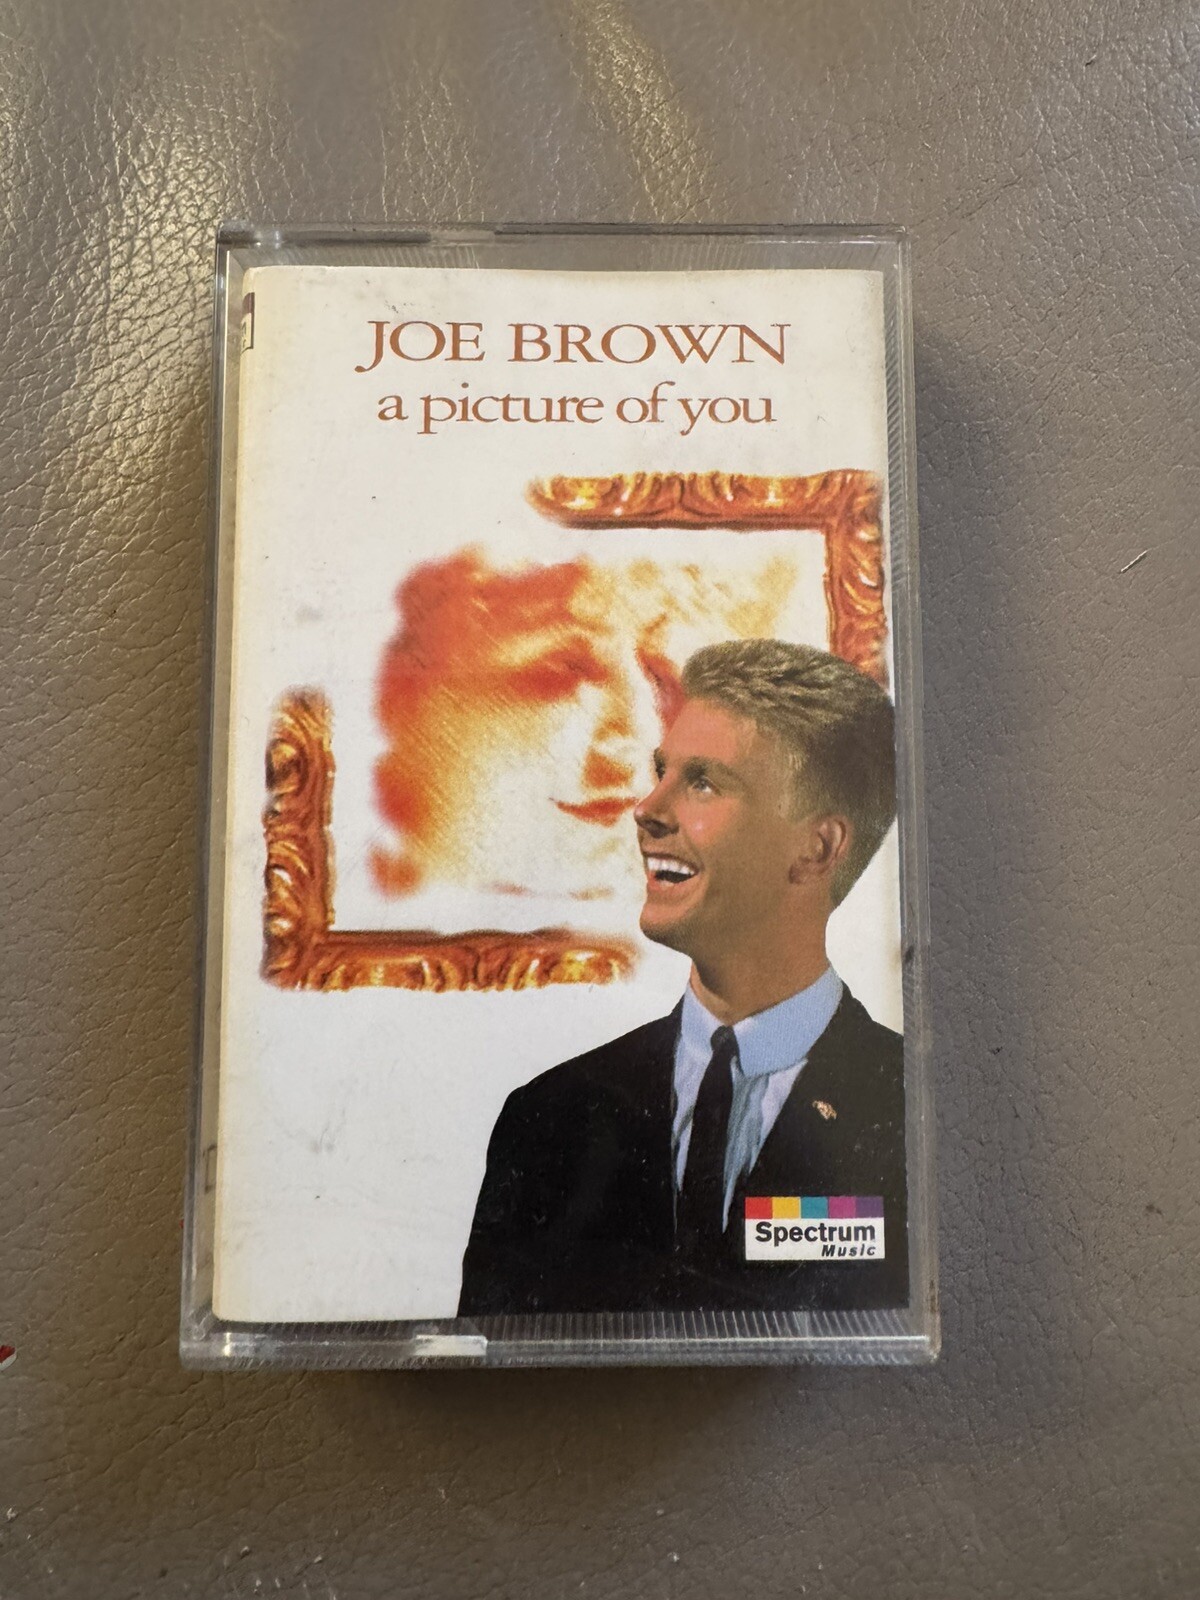 JOE BROWN
a picture of you
Spectrum
Music